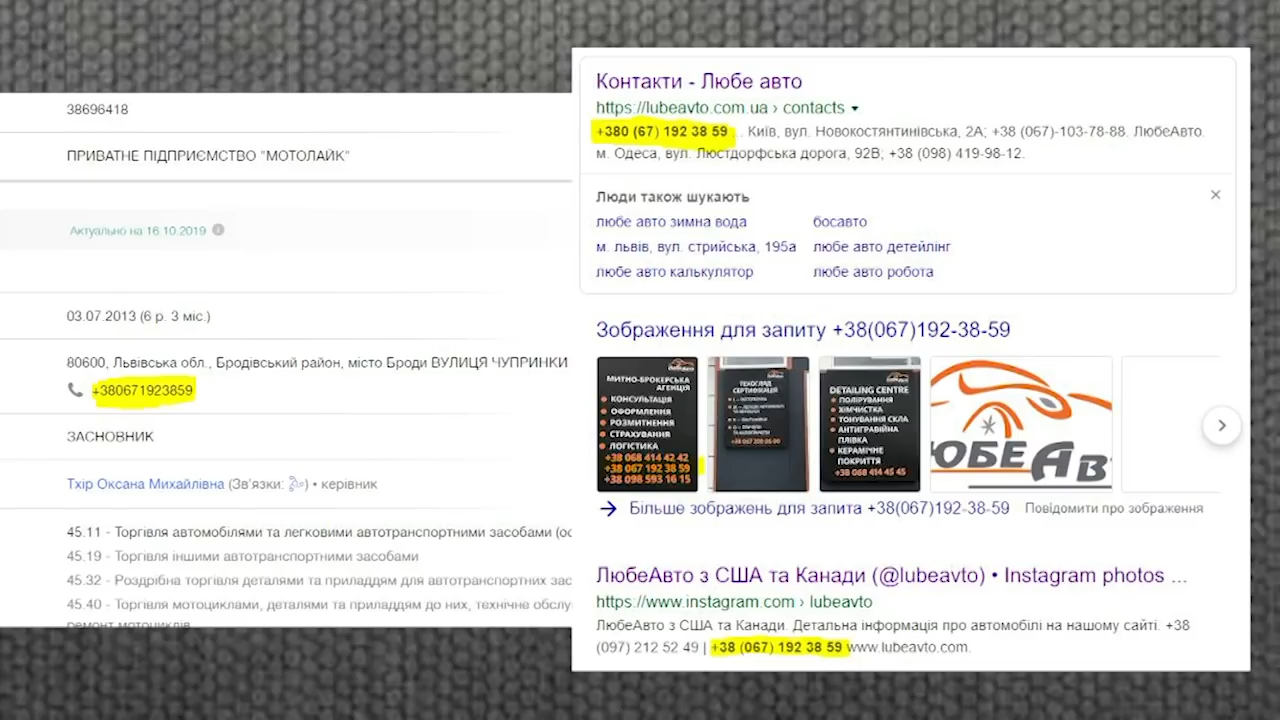 38696418
ПРИВАТНЕ ПІДПРИЄМСТВО "МОТОЛАЙК"
Актуально на 16.10.2019
03.07.2013 (6 р. 3 міс.)
80600, Львівська обл., Бродівський район, місто Броди ВУЛИЦЯ ЧУПРИНКИ
+380671923859
ЗАСНОВНИК
Тхір Оксана Михайлівна (Зв'язки: ) • керівник
45.11 - Торгівля автомобілями та легковими автотранспортними засобами (ос
45.19 - Торгівля іншими автотранспортними засобами
45.32 - Роздрібна торгівля деталями та приладдям для автотранспортних зас
45.40 - Торгівля мотоциклами, деталями та приладдям до них, технічне обслу
ремонт мотоциклів
Контакти - Любе авто
https://lubeavto.com.ua › contacts
+380 (67) 192 38 59 ... Київ, вул. Новокостянтинівська, 2А; +38 (067)-103-78-88. ЛюбеАвто.
м. Одеса, вул. Люстдорфська дорога, 92В; +38 (098) 419-98-12.
Люди також шукають
любе авто зимна вода
босавто
м. львів, вул. стрийська, 195а
любе авто детейлінг
любе авто калькулятор
любе авто робота
Зображення для запиту +38(067)192-38-59
МИТНО-БРОКЕРСЬКА
АГЕНЦІЯ
КОНСУЛЬТАЦІЯ
ОФОРМЛЕННЯ
РОЗМИТНЕННЯ
СТРАХУВАННЯ
ЛОГІСТИКА
+38 068 414 42 42
+38 067 192 38 59
+38 098 593 16 15
ТЕХОГЛЯД
СЕРТИФІКАЦІЯ
DETAILING CENTRE
ПОЛІРУВАННЯ
ХІМЧИСТКА
ТОНУВАННЯ СКЛА
АНТИГРАВІЙНА
ПЛІВКА
КЕРАМІЧНЕ
ПОКРИТТЯ
+38 068 414 45 45
ЮБЕАВ
Більше зображень для запита +38(067)192-38-59
Повідомити про зображення
ЛюбеАвто з США та Канади (@lubeavto) • Instagram photos ...
https://www.instagram.com › lubeavto
ЛюбеАвто з США та Канади. Детальна інформація про автомобілі на нашому сайті. +38
(097) 212 52 49 | +38 (067) 192 38 59 www.lubeavto.com.